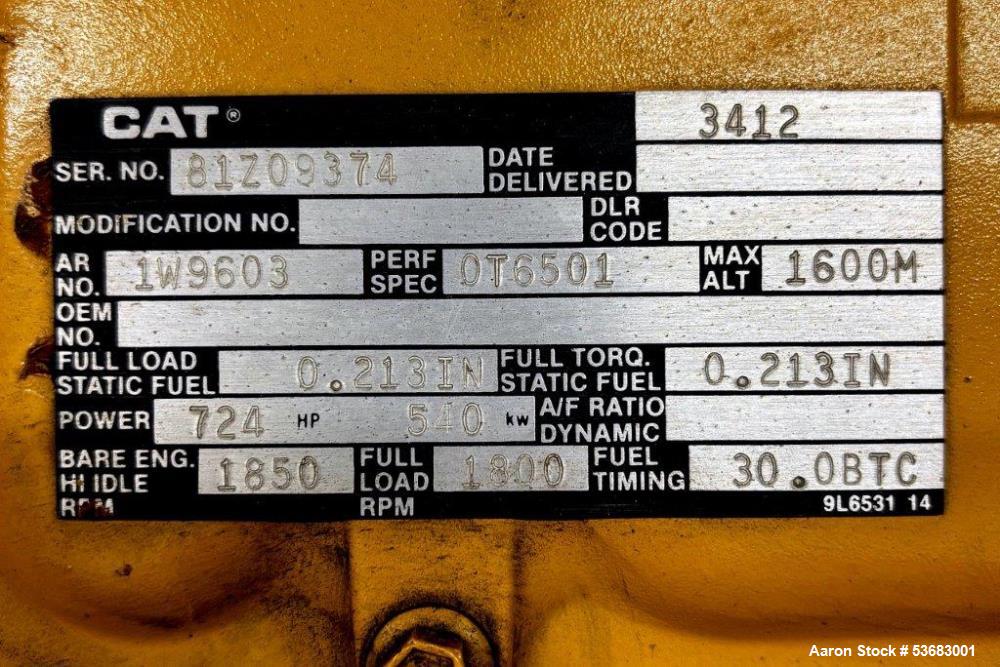 CAT® 3412
SER. NO. 81Z09374 DATE DELIVERED
MODIFICATION NO. DLR CODE
AR NO. 1W9603 PERF SPEC 0T6501 MAX ALT 1600M
OEM NO.
FULL LOAD STATIC FUEL 0.213IN FULL TORQ. STATIC FUEL 0.213IN
POWER 724 HP 540 kw A/F RATIO DYNAMIC
BARE ENG. HI IDLE RPM 1850 FULL LOAD RPM 1800 FUEL TIMING 30.0BTC
9L6531 14
Aaron Stock # 53683001